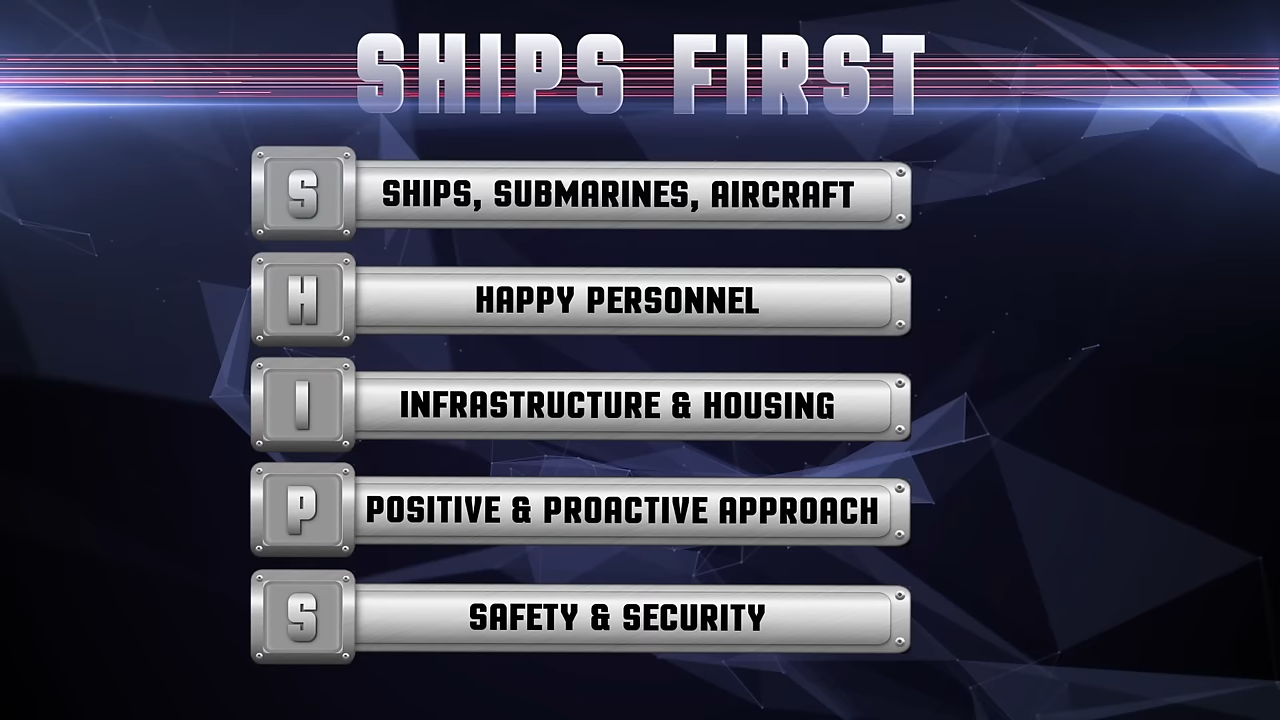 SHIPS FIRST
S SHIPS, SUBMARINES, AIRCRAFT
H HAPPY PERSONNEL
I INFRASTRUCTURE & HOUSING
P POSITIVE & PROACTIVE APPROACH
S SAFETY & SECURITY